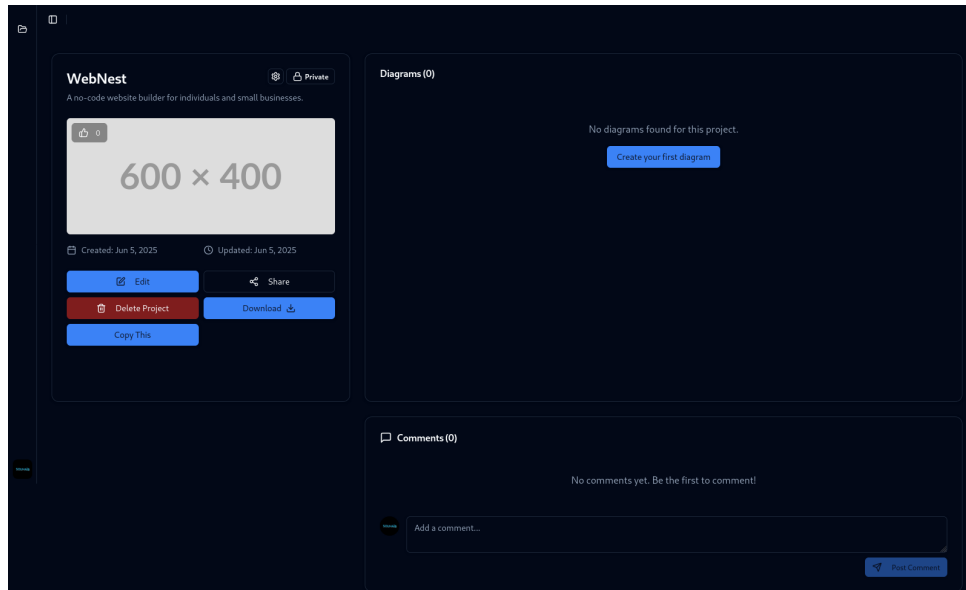 WebNest
Private
A no-code website builder for individuals and small businesses.
0
600 × 400
Created: Jun 5, 2025
Updated: Jun 5, 2025
Edit
Share
Delete Project
Download
Copy This
Diagrams (0)
No diagrams found for this project.
Create your first diagram
Comments (0)
No comments yet. Be the first to comment!
Add a comment...
Post Comment